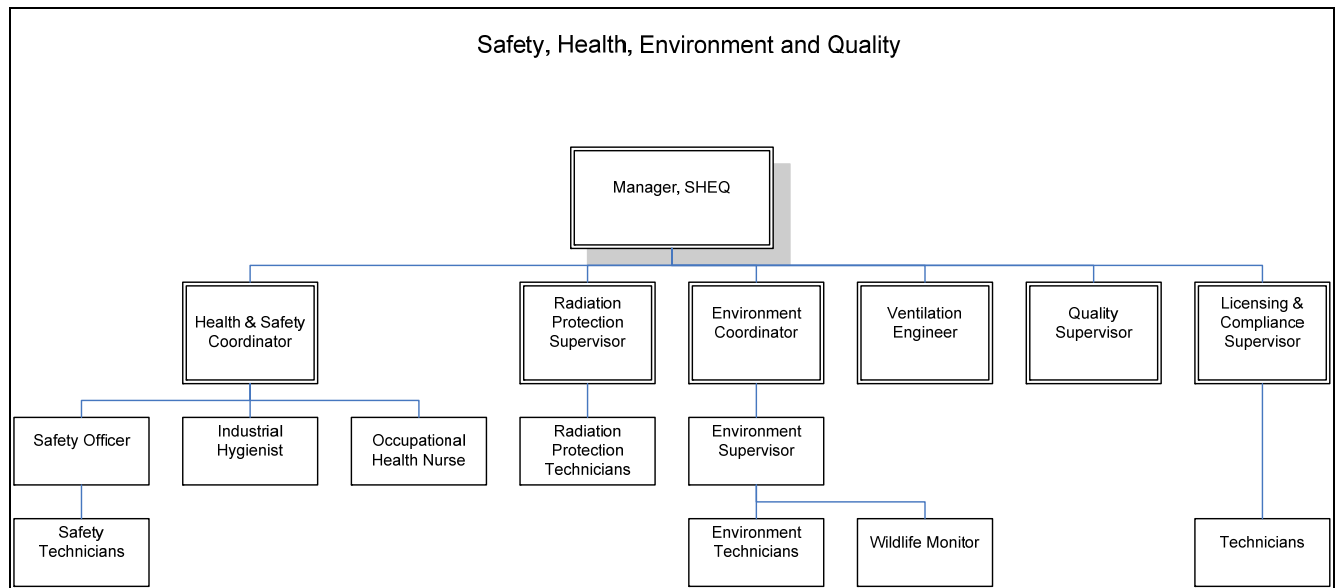 Safety, Health, Environment and Quality
Manager, SHEQ
Health & Safety
Coordinator
Radiation
Protection
Supervisor
Environment
Coordinator
Ventilation
Engineer
Quality
Supervisor
Licensing &
Compliance
Supervisor
Safety Officer
Industrial
Hygienist
Occupational
Health Nurse
Radiation
Protection
Technicians
Environment
Supervisor
Safety
Technicians
Environment
Technicians
Wildlife Monitor
Technicians